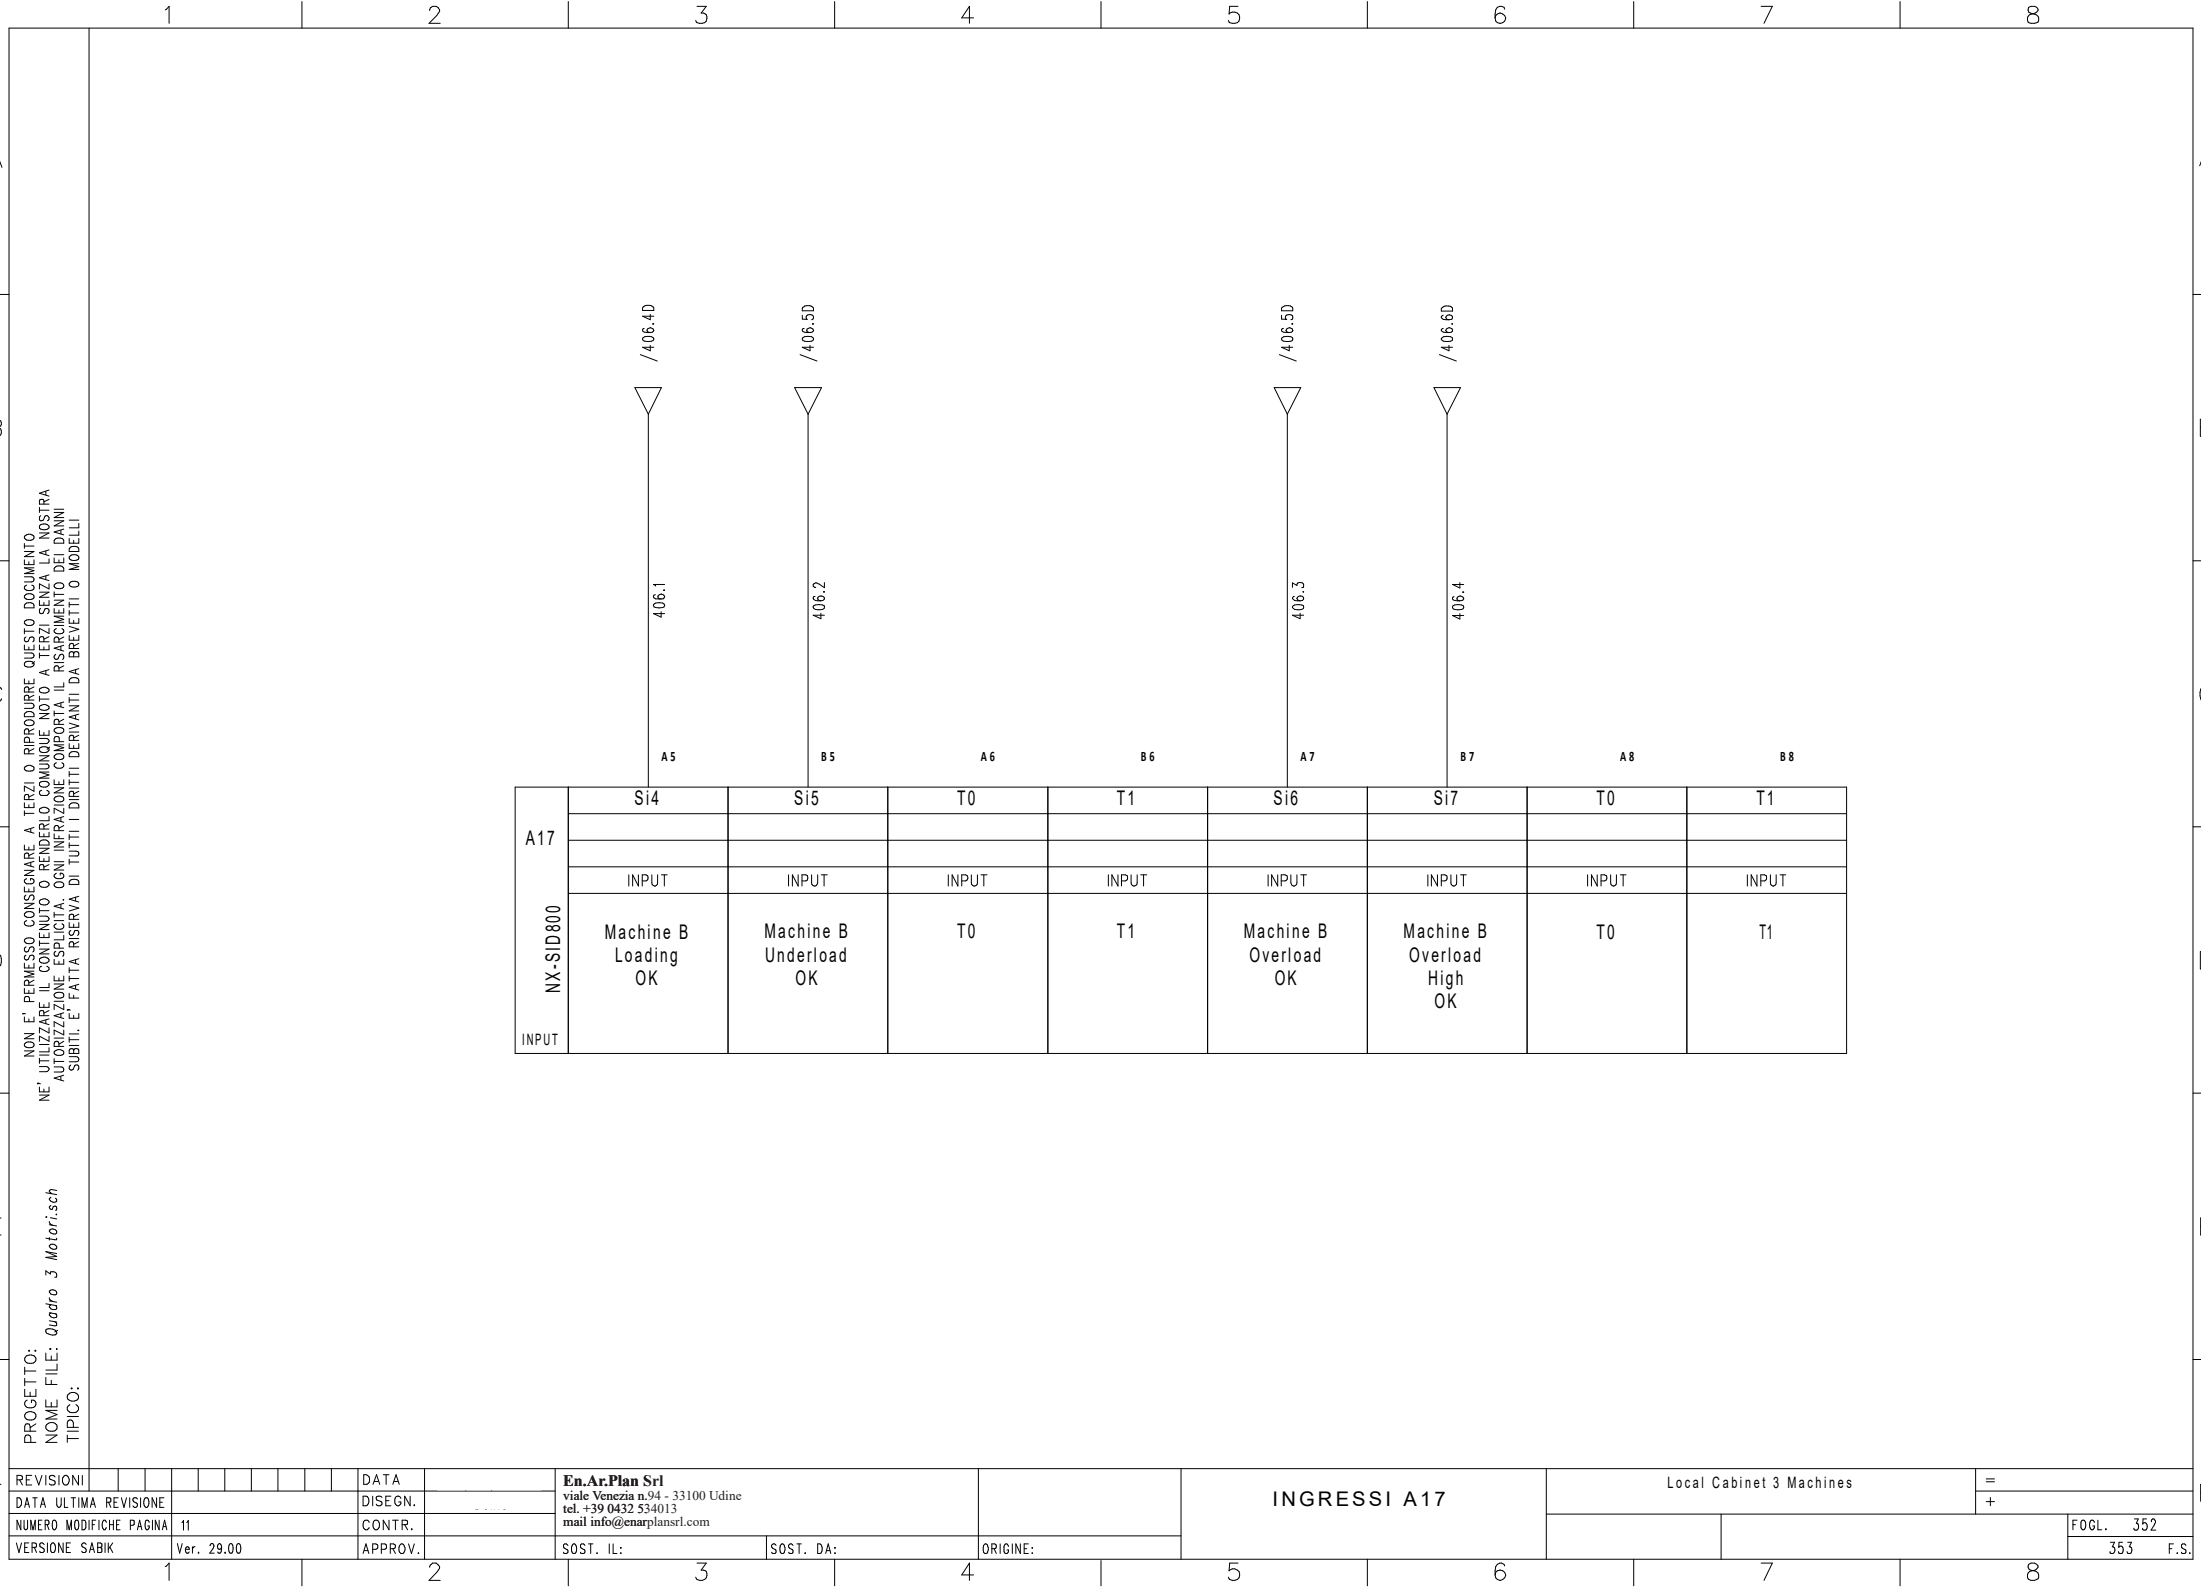 1 2 3 4 5 6 7 8
/406.4D /406.5D /406.5D /406.6D
406.1 406.2 406.3 406.4
A5 B5 A6 B6 A7 B7 A8 B8
Si4 Si5 T0 T1 Si6 Si7 T0 T1
A17
INPUT INPUT INPUT INPUT INPUT INPUT INPUT INPUT
NX-SID800
INPUT
Machine B
Loading
OK
Machine B
Underload
OK
T0
T1
Machine B
Overload
OK
Machine B
Overload
High
OK
T0
T1
NON E' PERMESSO CONSEGNARE A TERZI O RIPRODURRE QUESTO DOCUMENTO
NE' UTILIZZARE IL CONTENUTO O RENDERLO COMUNQUE NOTO A TERZI SENZA LA NOSTRA
AUTORIZZAZIONE ESPLICITA. OGNI INFRAZIONE COMPORTA IL RISARCIMENTO DEI DANNI
SUBITI. E' FATTA RISERVA DI TUTTI I DIRITTI DERIVANTI DA BREVETTI O MODELLI
PROGETTO:
NOME FILE: Quadro 3 Motori.sch
TIPICO:
REVISIONI
DATA ULTIMA REVISIONE
NUMERO MODIFICHE PAGINA 11
VERSIONE SABIK Ver. 29.00
DATA
DISEGN.
CONTR.
APPROV.
En.Ar.Plan Srl
viale Venezia n.94 - 33100 Udine
tel. +39 0432 534013
mail info@enarplansrl.com
SOST. IL: SOST. DA: ORIGINE:
INGRESSI A17
Local Cabinet 3 Machines
=
+
FOGL. 352
353 F.S.
1 2 3 4 5 6 7 8